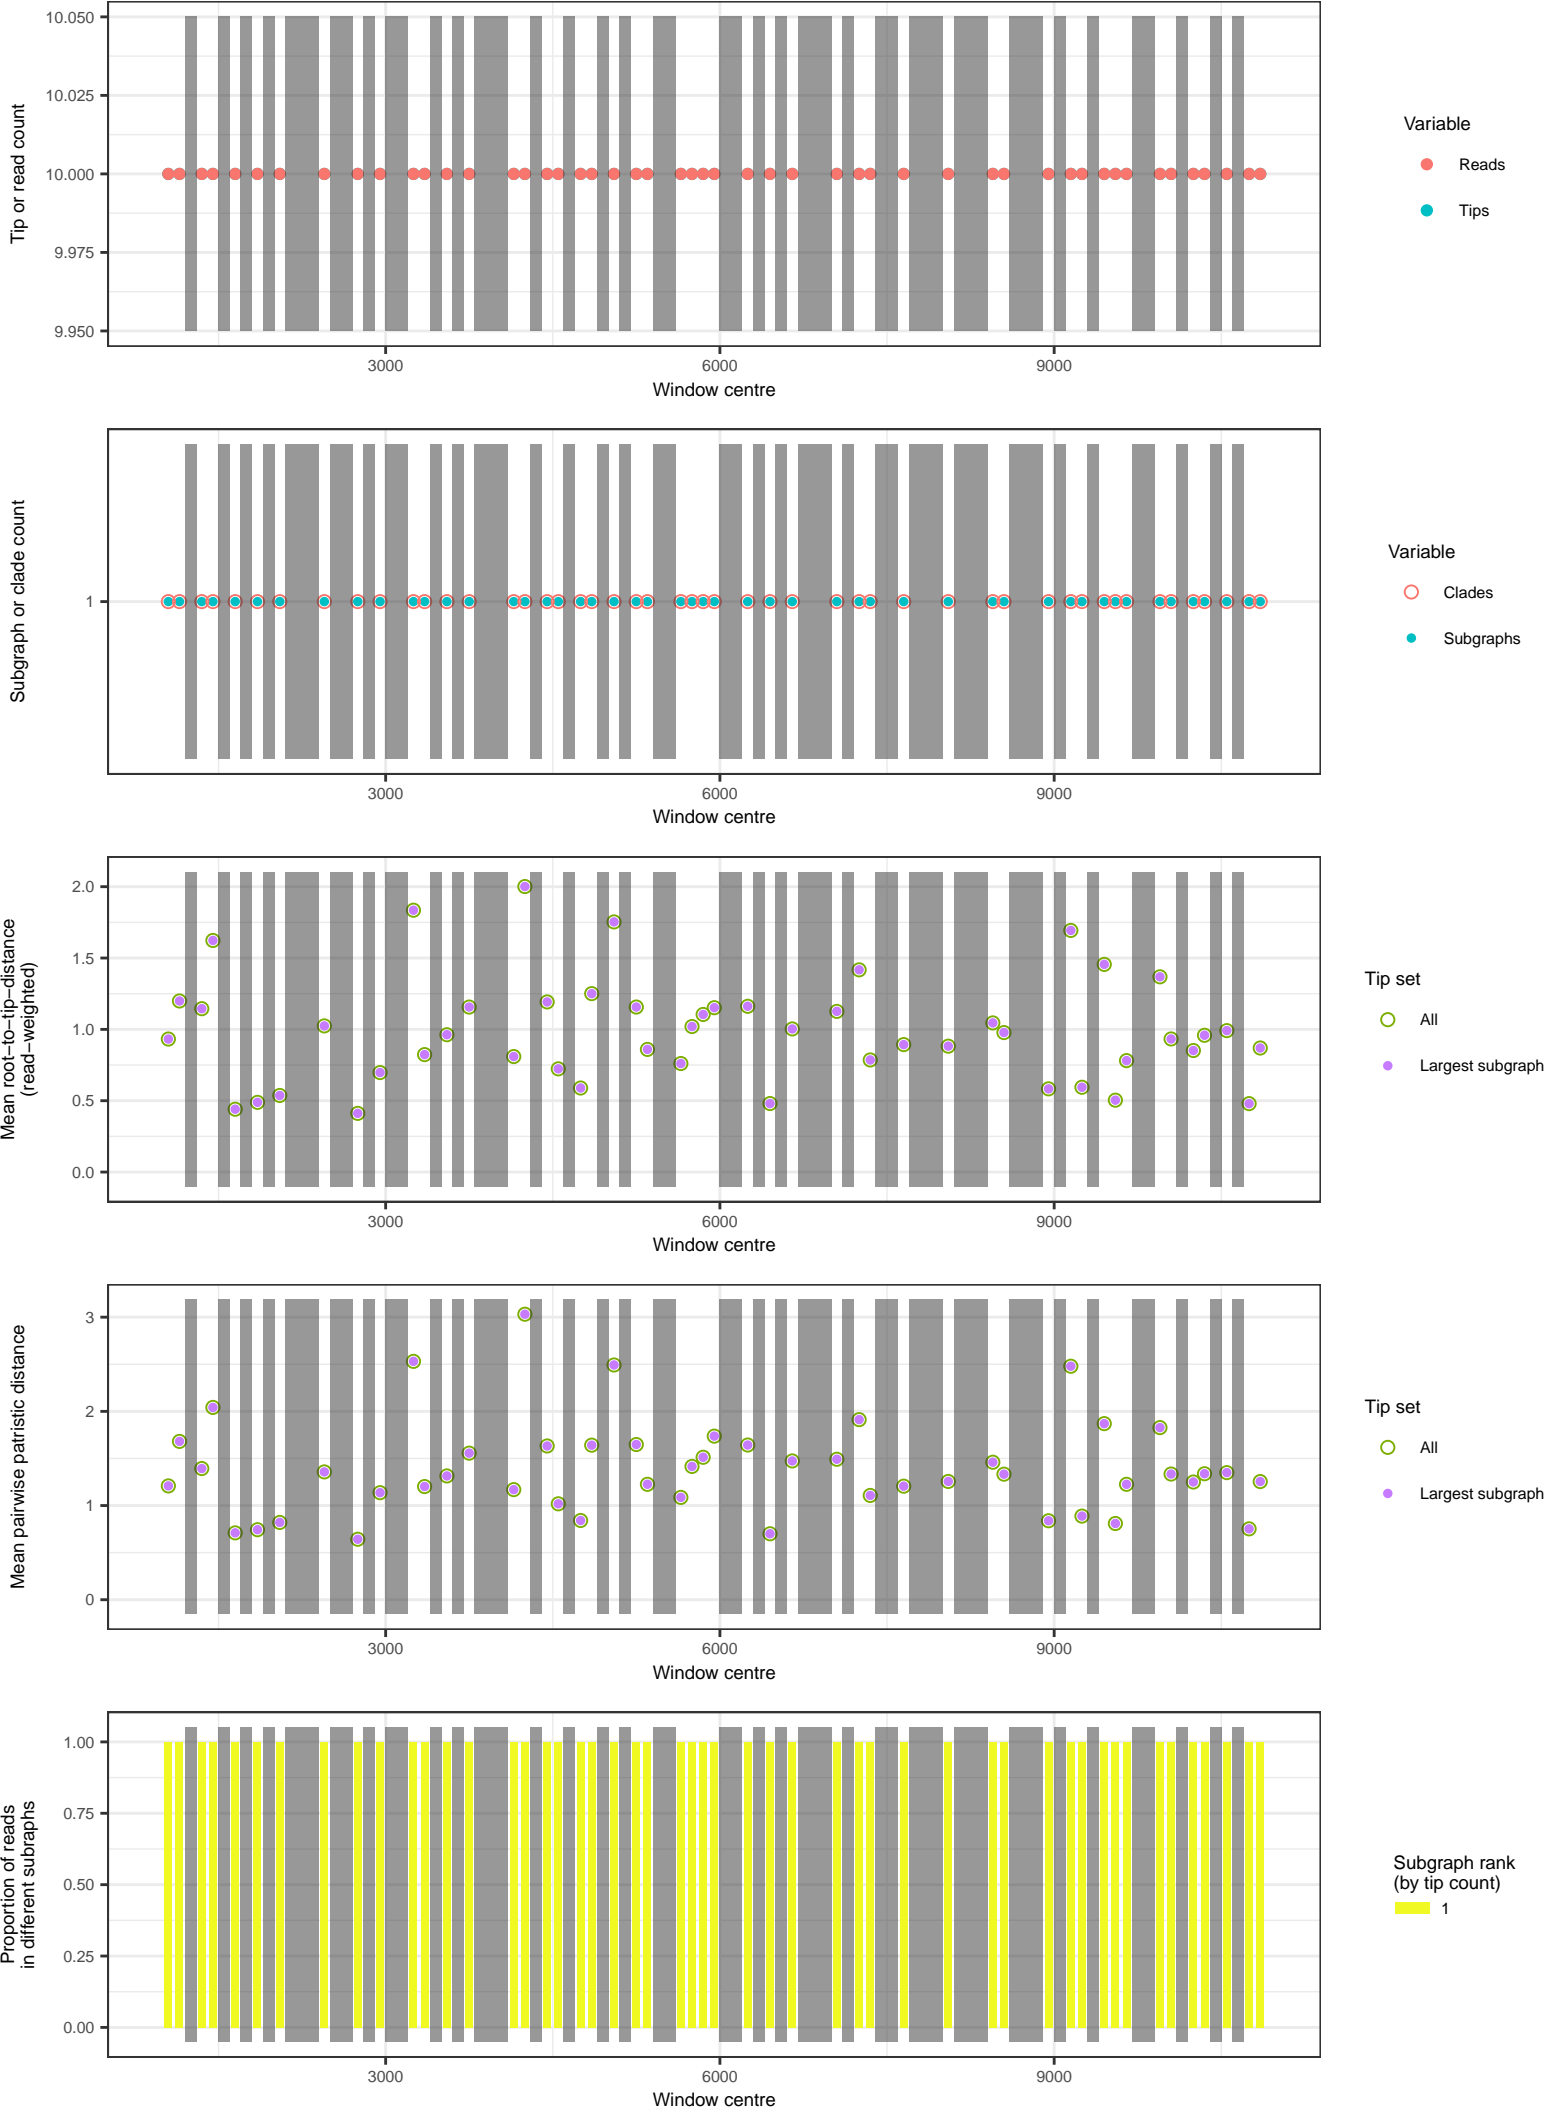 10.050
10.025
10.000
9.975
9.950
Tip or read count
3000
6000
9000
Window centre
Variable
Reads
Tips
1
Subgraph or clade count
3000
6000
9000
Window centre
Variable
Clades
Subgraphs
2.0
1.5
1.0
0.5
0.0
Mean root−to−tip−distance
(read−weighted)
3000
6000
9000
Window centre
Tip set
All
Largest subgraph
3
2
1
0
Mean pairwise patristic distance
3000
6000
9000
Window centre
Tip set
All
Largest subgraph
1.00
0.75
0.50
0.25
0.00
Proportion of reads
in different subraphs
3000
6000
9000
Window centre
Subgraph rank
(by tip count)
1